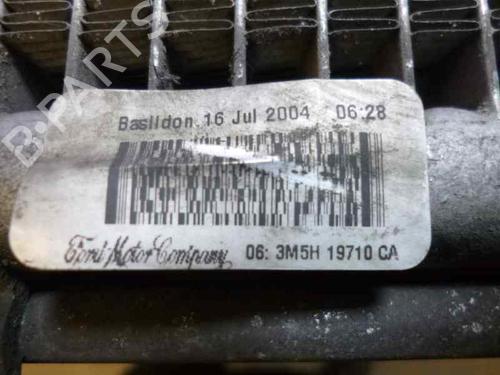 Basildon 16 Jul 2004 06:28
Ford Motor Company 06: 3M5H 19710 CA
B-PARTS